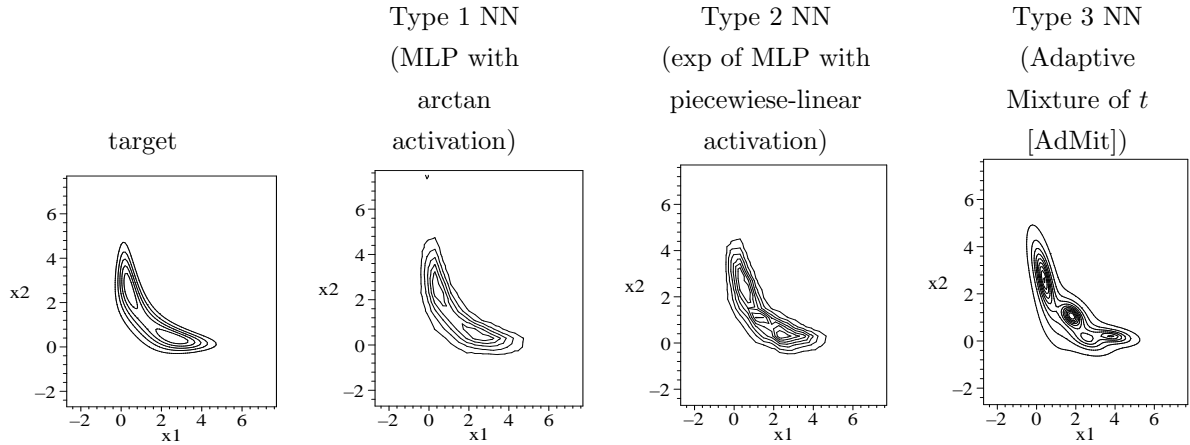 Type 1 NN
(MLP with
arctan
activation)
Type 2 NN
(exp of MLP with
piecewiese-linear
activation)
Type 3 NN
(Adaptive
Mixture of t
[AdMit])
target
6
4
2
0
−2
x2
−2 0 2 4 6
x1
6
4
2
0
−2
x2
−2 0 2 4 6
x1
6
4
2
0
−2
x2
−2 0 2 4 6
x1
6
4
2
0
−2
x2
−2 0 2 4 6
x1